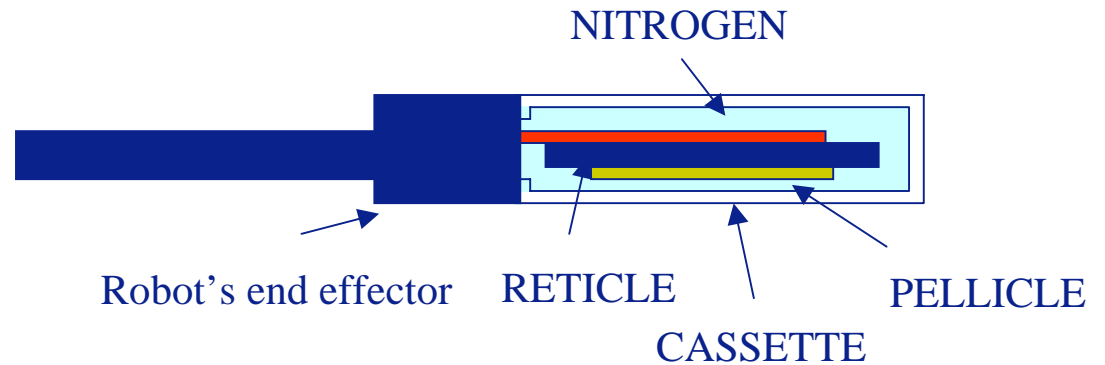 NITROGEN
Robot’s end effector
RETICLE
PELLICLE
CASSETTE